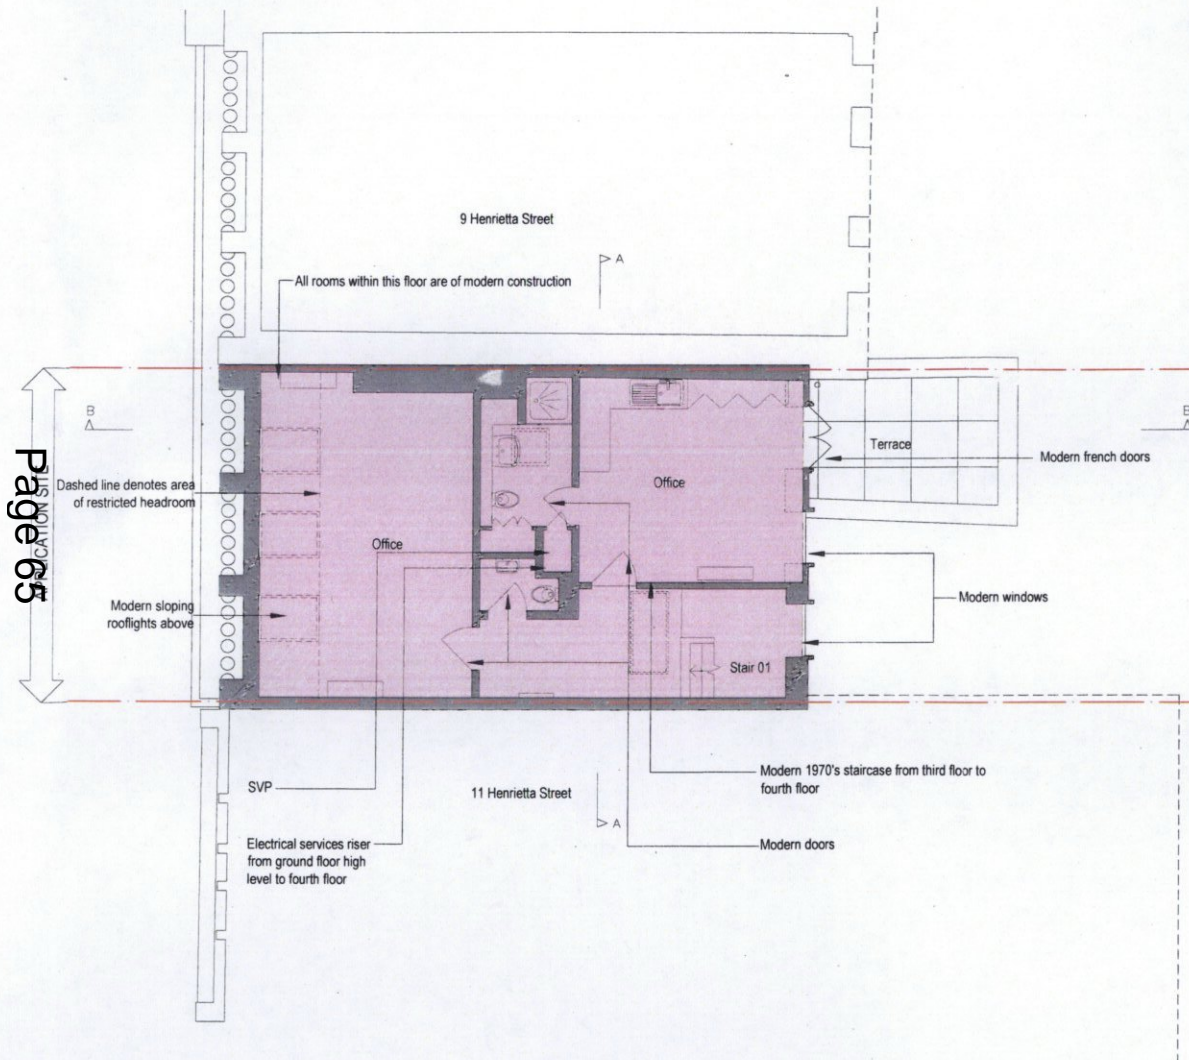 9 Henrietta Street
A
All rooms within this floor are of modern construction
B
B
Terrace
Modern french doors
Page 65
Dashed line denotes area
of restricted headroom
Office
Office
Modern sloping
rooflights above
Modern windows
Stair 01
SVP
11 Henrietta Street
Modern 1970's staircase from third floor to
fourth floor
A
Electrical services riser
from ground floor high
level to fourth floor
Modern doors